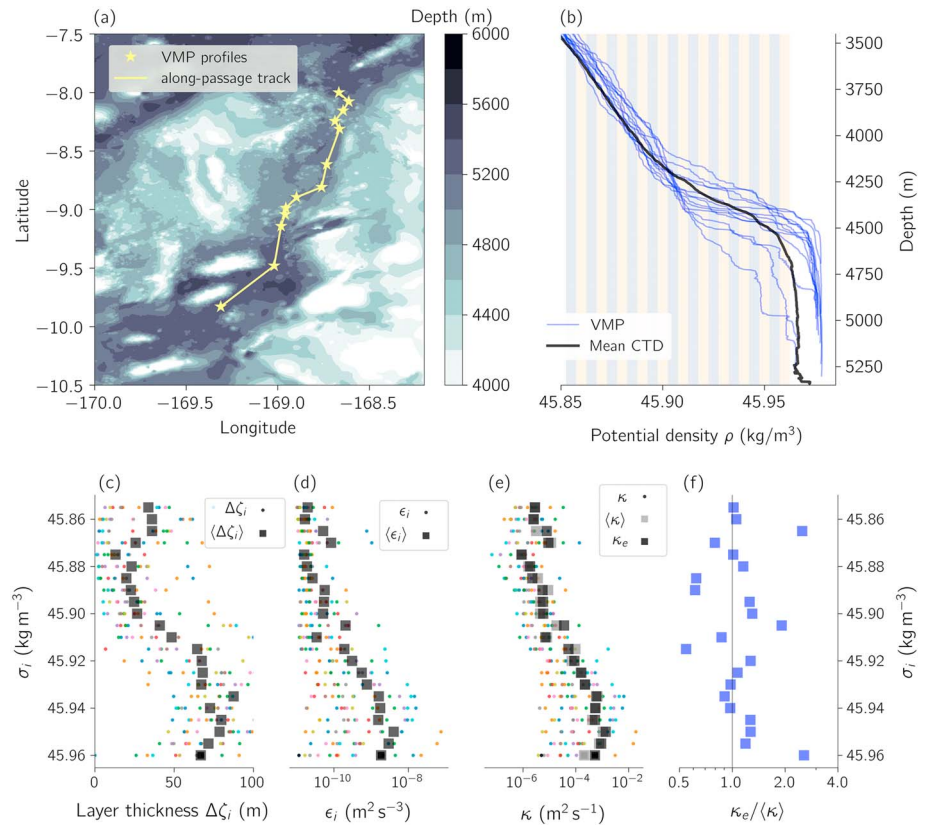 (a)
Depth (m)
(b)
−7.5
−8.0
−8.5
−9.0
−9.5
−10.0
−10.5
Latitude
VMP profiles
along-passage track
−170.0
−169.5
−169.0
−168.5
Longitude
6000
5600
5200
4800
4400
4000
VMP
Mean CTD
3500
3750
4000
4250
4500
4750
5000
5250
Depth (m)
45.85
45.90
45.95
Potential density ρ (kg/m³)
(c)
(d)
(e)
(f)
45.86
45.88
45.90
45.92
45.94
45.96
σᵢ (kg m⁻³)
Δζᵢ
⟨Δζᵢ⟩
0
50
100
Layer thickness Δζᵢ (m)
ϵᵢ
⟨ϵᵢ⟩
10⁻¹⁰
10⁻⁸
ϵᵢ (m² s⁻³)
κ
⟨κ⟩
κₑ
10⁻⁶
10⁻⁴
10⁻²
κ (m² s⁻¹)
0.5
1.0
2.0
4.0
κₑ/⟨κ⟩
45.86
45.88
45.90
45.92
45.94
45.96
σᵢ (kg m⁻³)